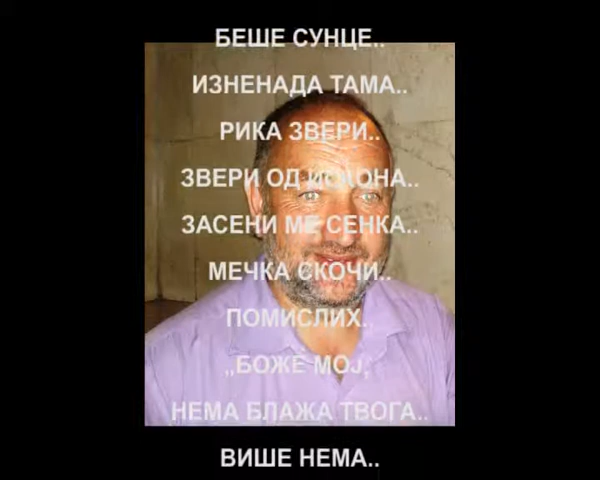 БЕШЕ СУНЦЕ..
ИЗНЕНАДА ТАМА..
РИКА ЗВЕРИ..
ЗВЕРИ ОД ИСКОНА..
ЗАСЕНИ МЕ СЕНКА..
МЕЧКА СКОЧИ..
ПОМИСЛИХ..
„БОЖЕ МОЈ,
НЕМА БЛАЖА ТВОГА..
ВИШЕ НЕМА..